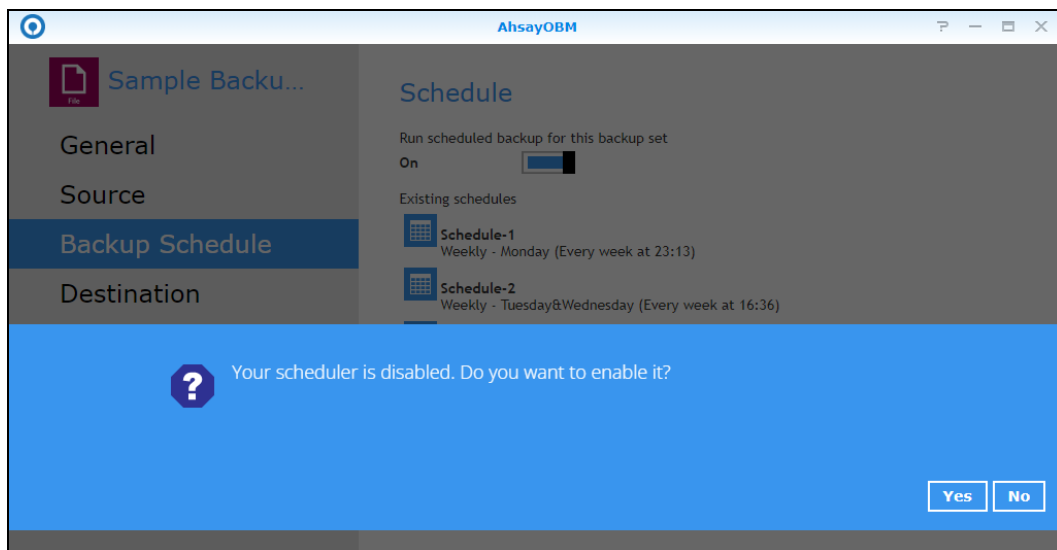 AhsayOBM
File
Sample Backu...
General
Source
Backup Schedule
Destination
Schedule
Run scheduled backup for this backup set
On
Existing schedules
Schedule-1
Weekly - Monday (Every week at 23:13)
Schedule-2
Weekly - Tuesday&Wednesday (Every week at 16:36)
Your scheduler is disabled. Do you want to enable it?
Yes No